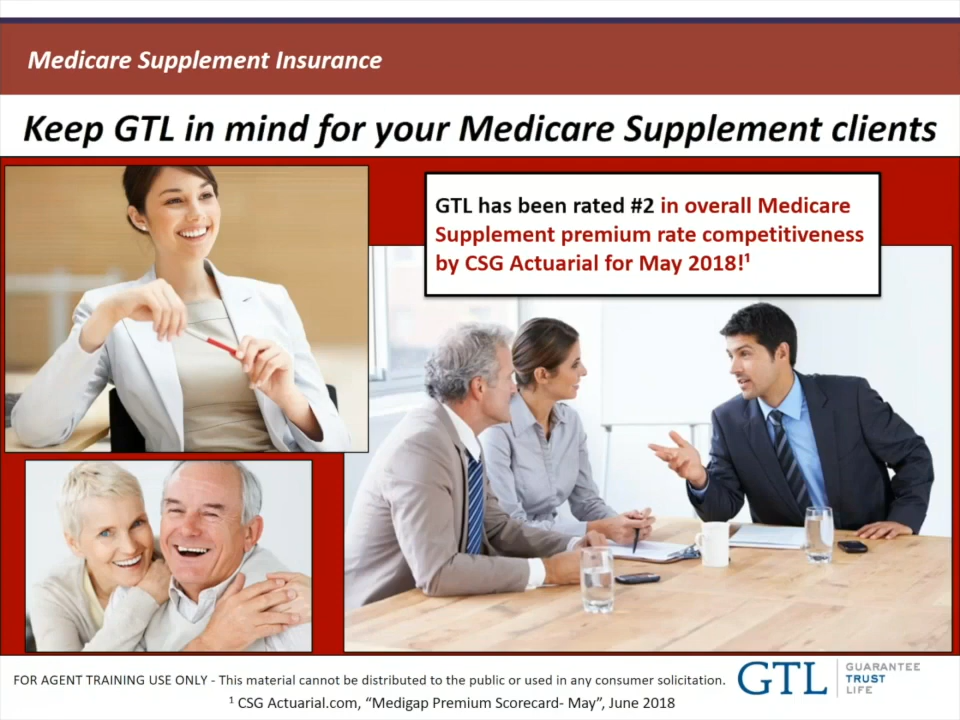 Medicare Supplement Insurance
Keep GTL in mind for your Medicare Supplement clients
GTL has been rated #2 in overall Medicare
Supplement premium rate competitiveness
by CSG Actuarial for May 2018!¹
FOR AGENT TRAINING USE ONLY - This material cannot be distributed to the public or used in any consumer solicitation.
¹ CSG Actuarial.com, “Medigap Premium Scorecard- May”, June 2018
GTL
GUARANTEE
TRUST
LIFE